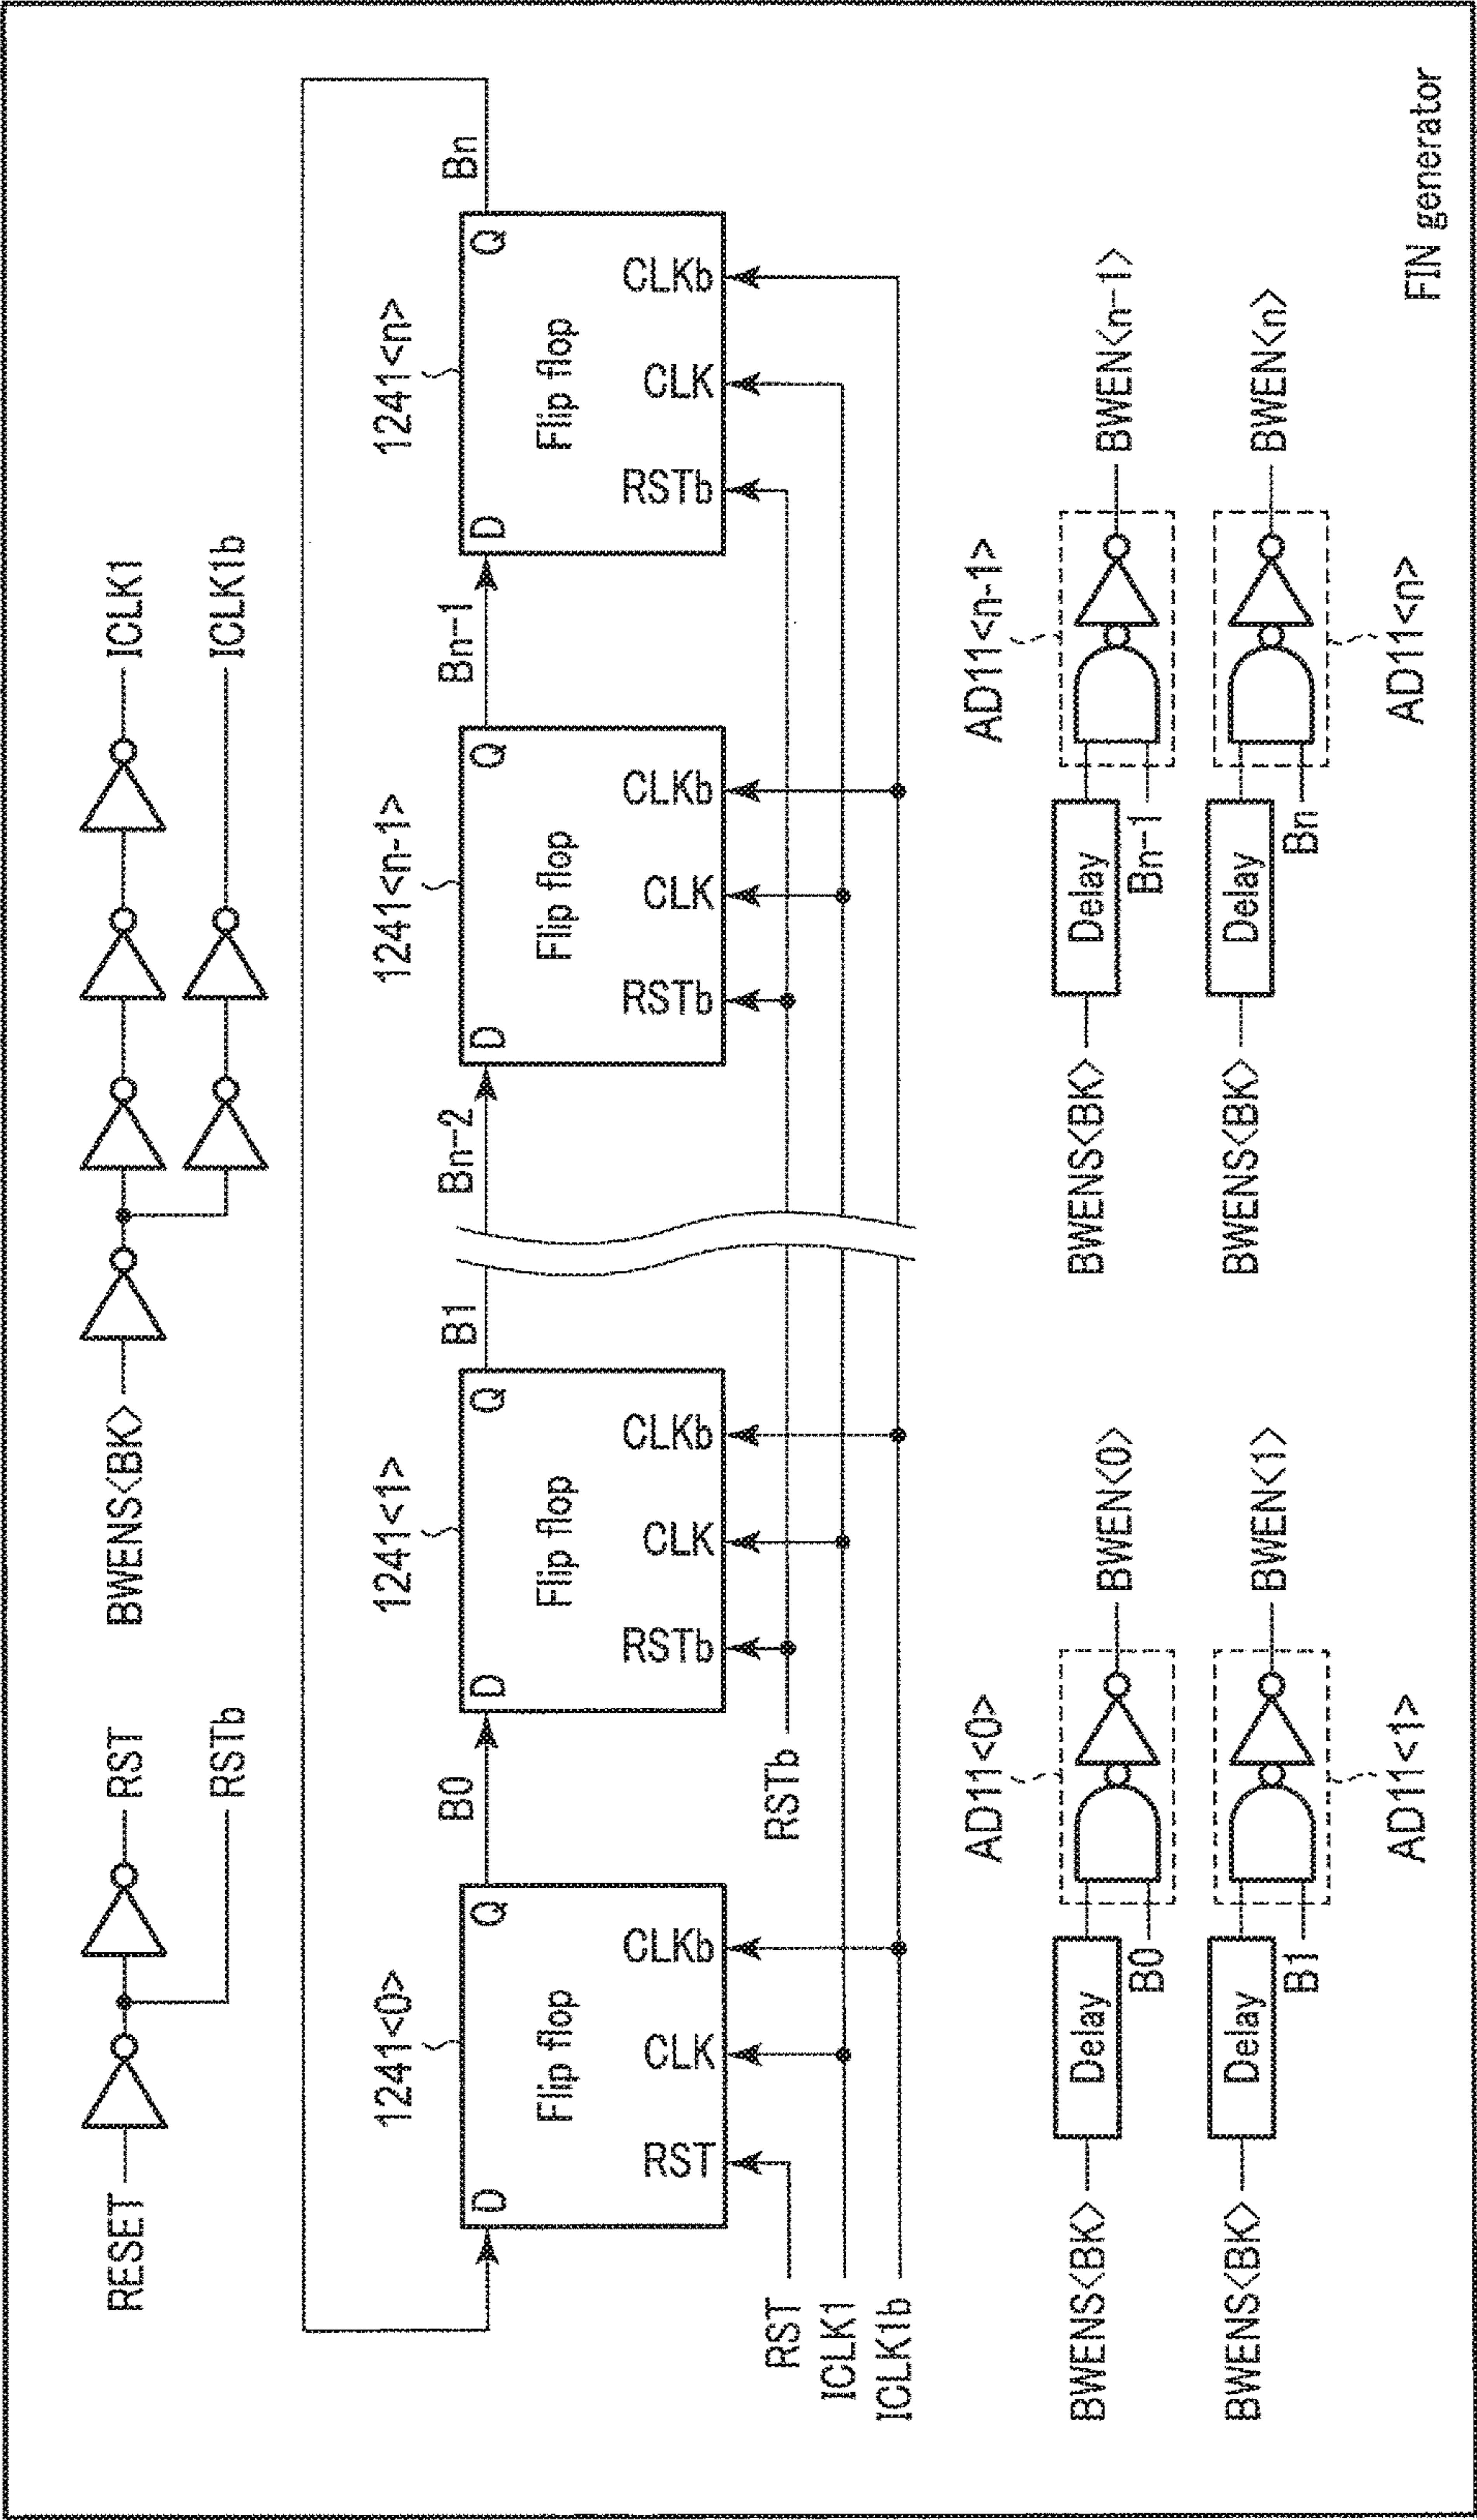 RESET
RST
RSTb
BWENS<BK>
ICLK1
ICLK1b
1241<0>
1241<1>
1241<n-1>
1241<n>
D
Q
B0
D
Q
B1
Bn-2
D
Q
Bn-1
D
Q
Bn
Flip flop
Flip flop
Flip flop
Flip flop
RST
CLK
CLKb
RSTb
CLK
CLKb
RSTb
CLK
CLKb
RSTb
CLK
CLKb
RST
RSTb
ICLK1
ICLK1b
AD11<0>
AD11<n-1>
BWENS<BK>
Delay
B0
BWEN<0>
BWENS<BK>
Delay
Bn-1
BWEN<n-1>
BWENS<BK>
Delay
B1
BWEN<1>
BWENS<BK>
Delay
Bn
BWEN<n>
AD11<1>
AD11<n>
FIN generator